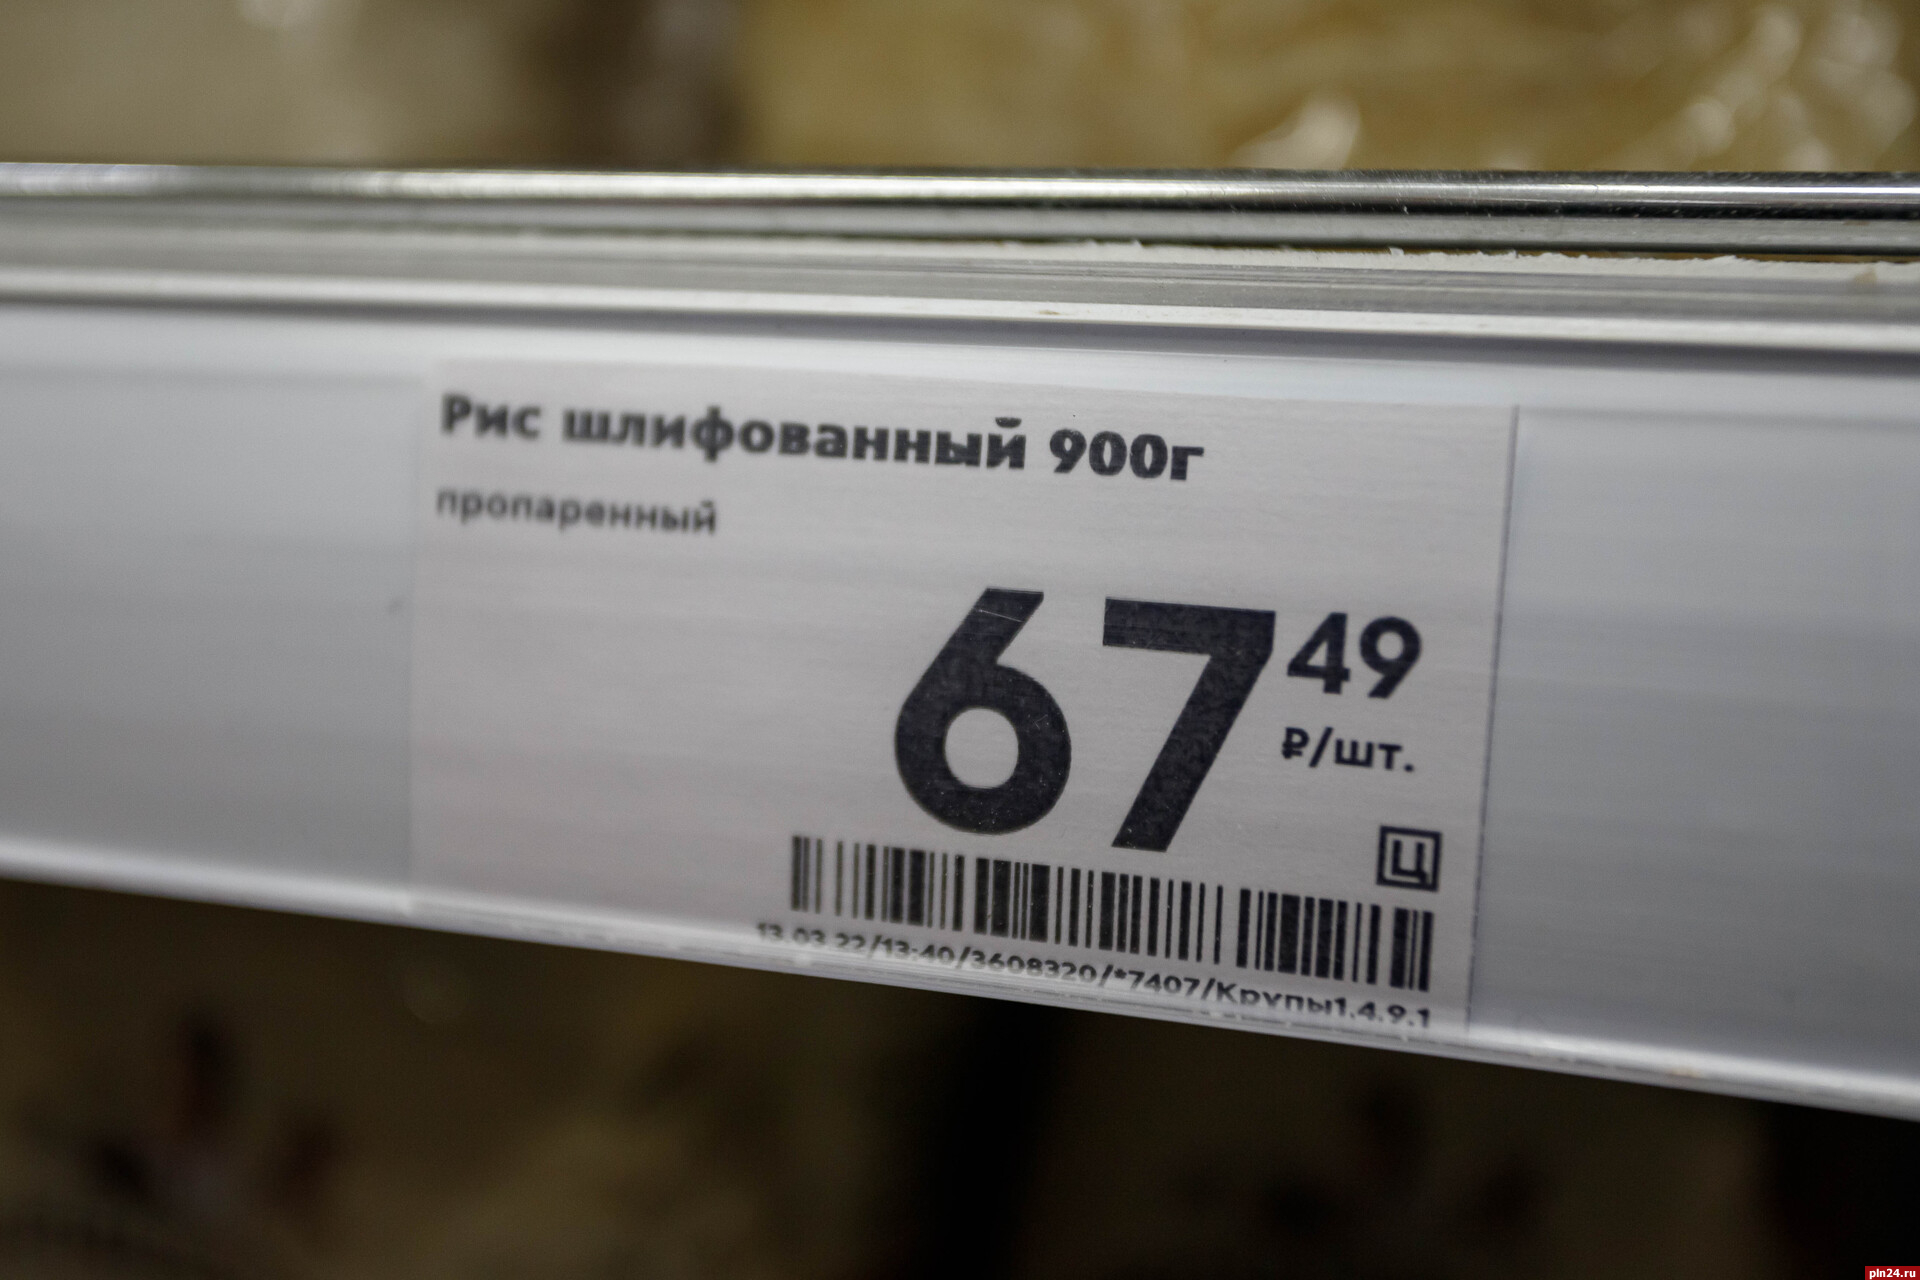 Рис шлифованный 900г
пропаренный
67 49
₽/шт.
Ц
13.03.22/13:40/3608320/*7407/Крупы1.4.9.1
pln24.ru